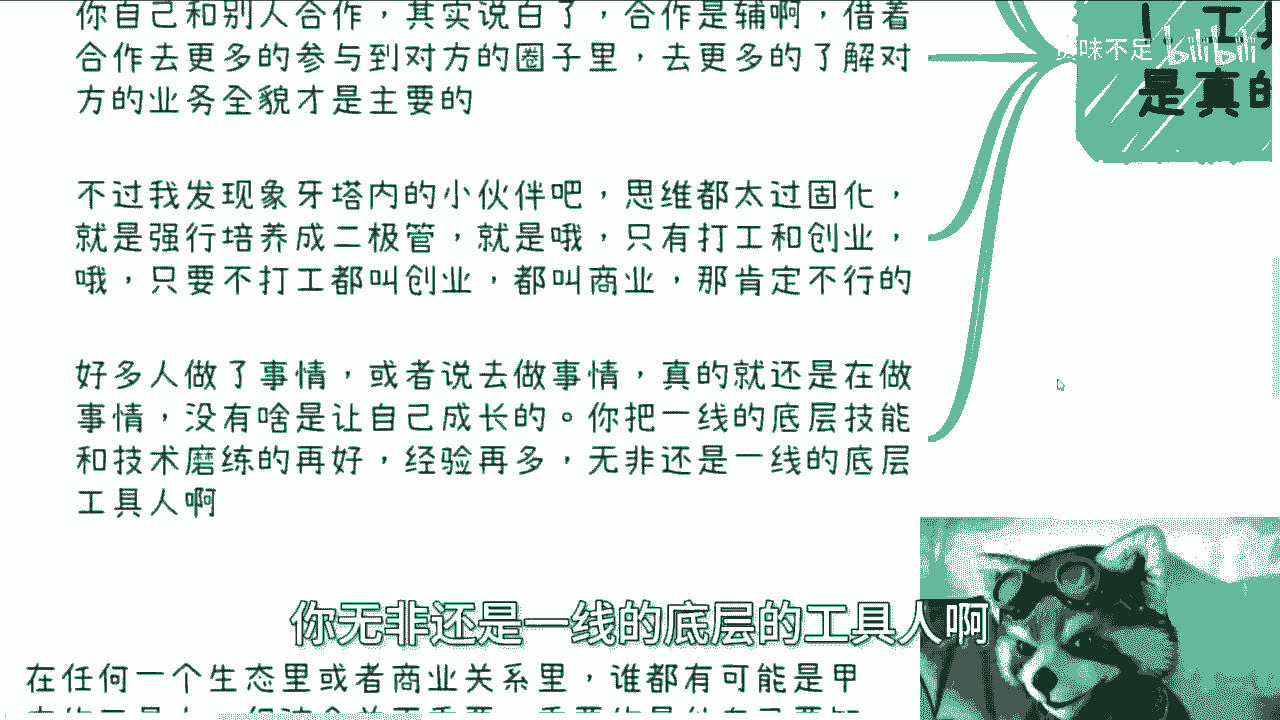 你自己和别人合作，其实说白了，合作是辅啊，借着
合作去更多的参与到对方的圈子里，去更多的了解对
方的业务全貌才是主要的
不过我发现象牙塔内的小伙伴吧，思维都太过固化，
就是强行培养成二极管，就是哦，只有打工和创业，
哦，只要不打工都叫创业，都叫商业，那肯定不行的
好多人做了事情，或者说去做事情，真的就还是在做
事情，没有啥是让自己成长的。你把一线的底层技能
和技术磨练的再好，经验再多，无非还是一线的底层
工具人啊
味不足 bilibili
是真的
你无非还是一线的底层的工具人啊
在任何一个生态里或者商业关系里，谁都有可能是甲